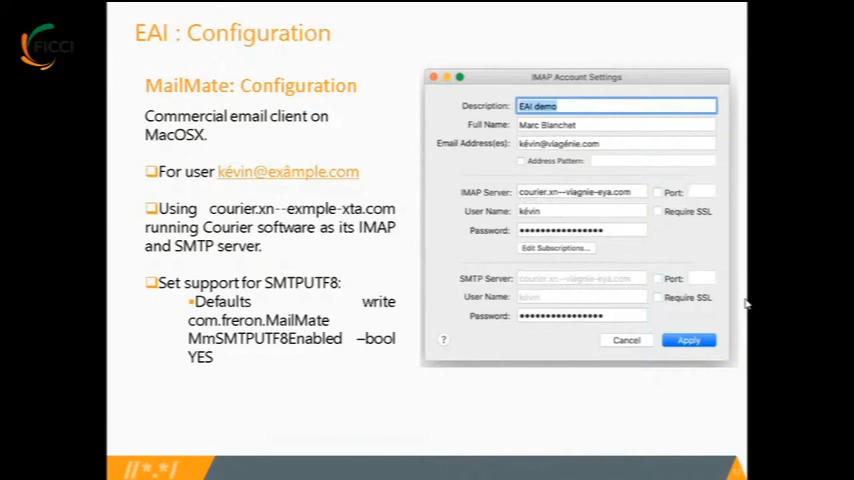 FICCI
EAI : Configuration
MailMate: Configuration
Commercial email client on
MacOSX.
For user kévin@exâmple.com
Using courier.xn--exmple-xta.com
running Courier software as its IMAP
and SMTP server.
Set support for SMTPUTF8:
Defaults write
com.freron.MailMate
MmSMTPUTF8Enabled –bool
YES
IMAP Account Settings
Description: EAI demo
Full Name: Marc Blanchet
Email Address(es): kévin@viagénie.com
Address Pattern:
IMAP Server: courier.xn--viagnie-eya.com Port:
User Name: kévin Require SSL
Password: ••••••••••••••••
Edit Subscriptions...
SMTP Server: courier.xn--viagnie-eya.com Port:
User Name: kévin Require SSL
Password: ••••••••••••••••
? Cancel Apply
//*.*/